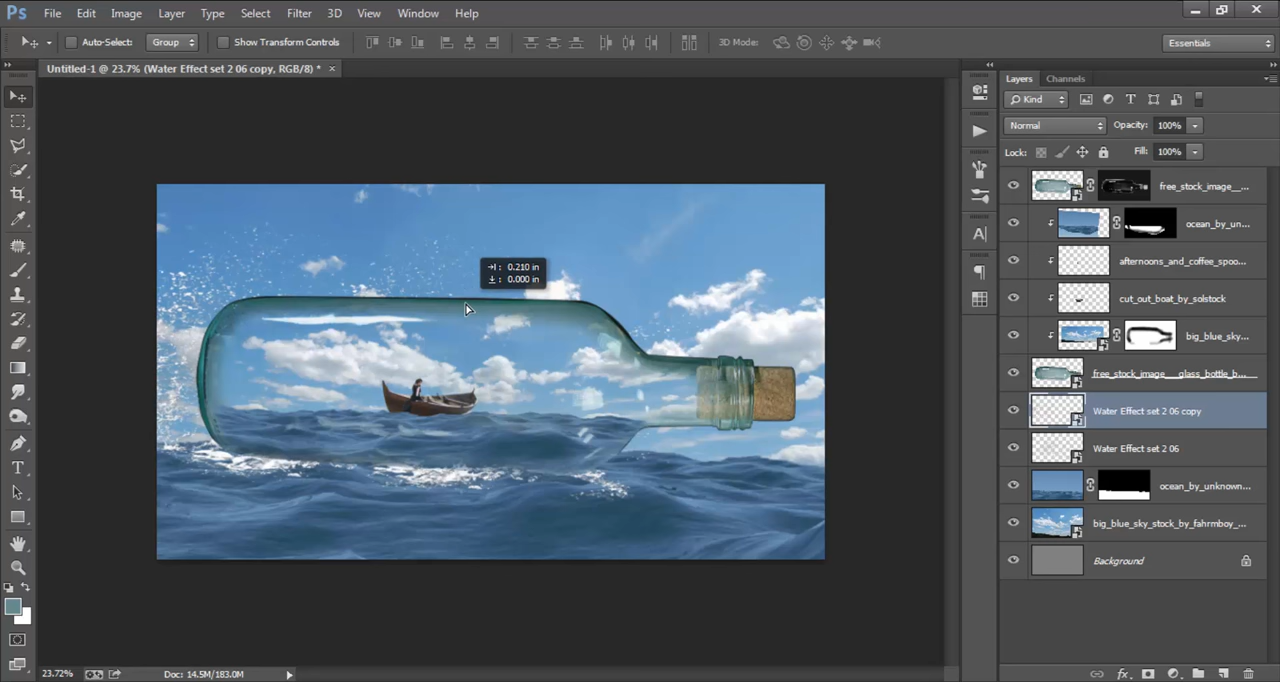 Ps File Edit Image Layer Type Select Filter 3D View Window Help
Auto-Select: Group Show Transform Controls 3D Mode: Essentials
Untitled-1 @ 23.7% (Water Effect set 2 06 copy, RGB/8) * ×
Layers Channels
Kind
Normal Opacity: 100%
Lock: Fill: 100%
free_stock_image__...
ocean_by_un...
afternoons_and_coffee_spoo...
cut_out_boat_by_solstock
big_blue_sky...
free_stock_image___glass_bottle_b...
Water Effect set 2 06 copy
Water Effect set 2 06
ocean_by_unknown...
big_blue_sky_stock_by_fahrmboy_...
Background
→|: 0.210 in
↓: 0.000 in
23.72% Doc: 14.5M/183.0M